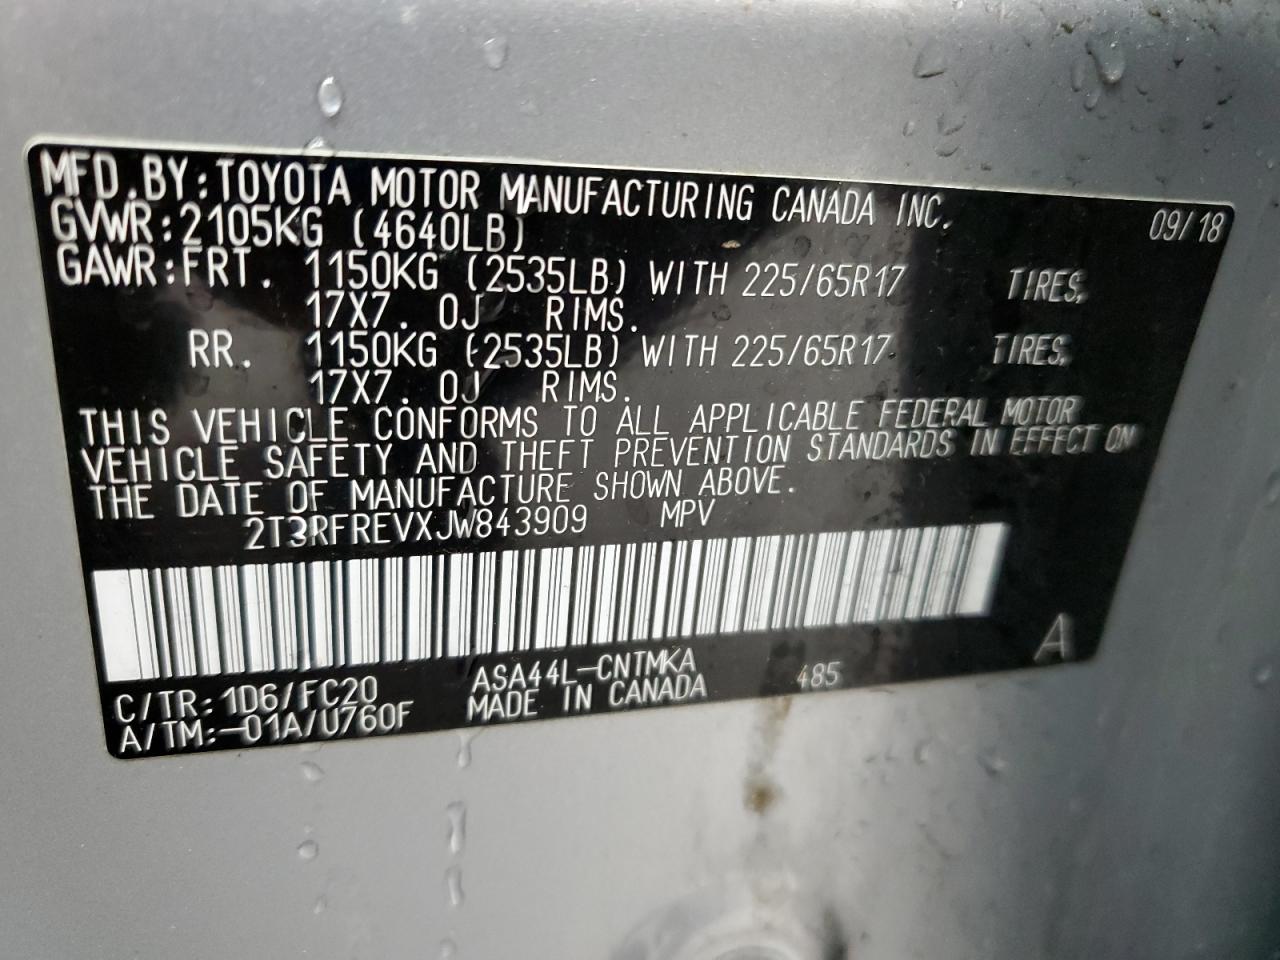 MFD.BY:TOYOTA MOTOR MANUFACTURING CANADA INC. 09/18
GVWR:2105KG (4640LB)
GAWR:FRT. 1150KG (2535LB) WITH 225/65R17 TIRES,
17X7. 0J RIMS.
RR. 1150KG (2535LB) WITH 225/65R17 TIRES,
17X7. 0J RIMS.
THIS VEHICLE CONFORMS TO ALL APPLICABLE FEDERAL MOTOR
VEHICLE SAFETY AND THEFT PREVENTION STANDARDS IN EFFECT ON
THE DATE OF MANUFACTURE SHOWN ABOVE.
2T3RFREVXJW843909 MPV
A
C/TR: 1D6/FC20 ASA44L-CNTMKA 485
A/TM:-01A/U760F MADE IN CANADA